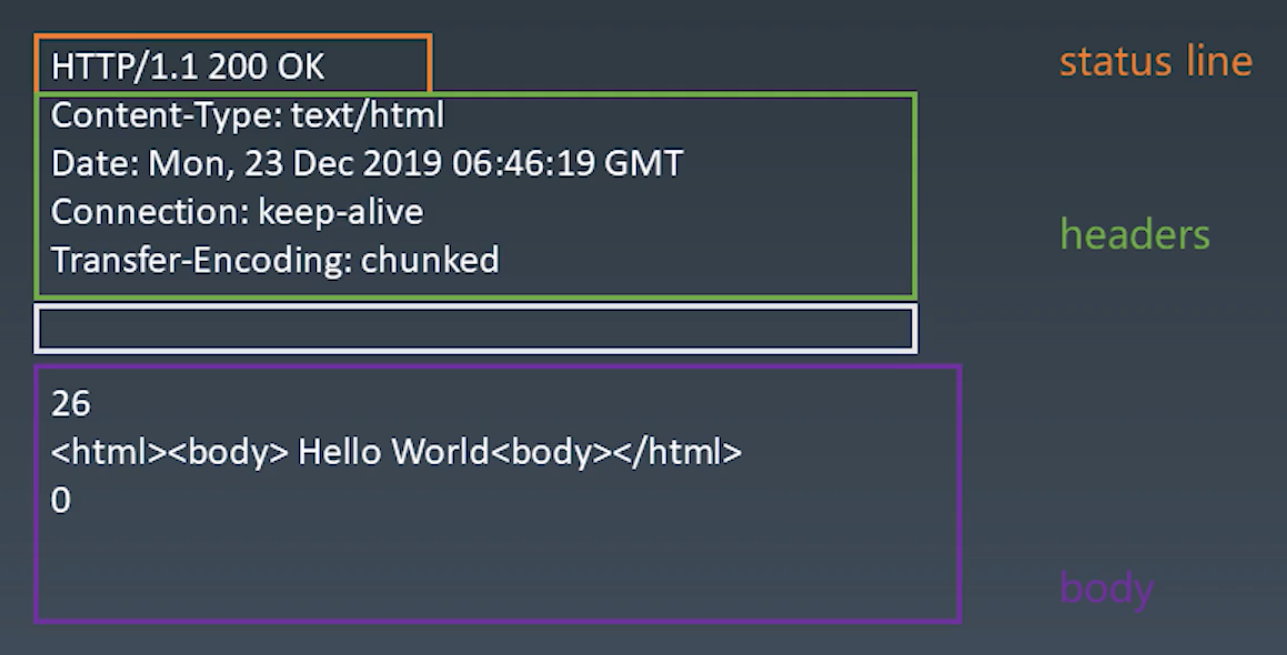 HTTP/1.1 200 OK
status line
Content-Type: text/html
Date: Mon, 23 Dec 2019 06:46:19 GMT
Connection: keep-alive
headers
Transfer-Encoding: chunked
26
<html><body> Hello World<body></html>
0
body